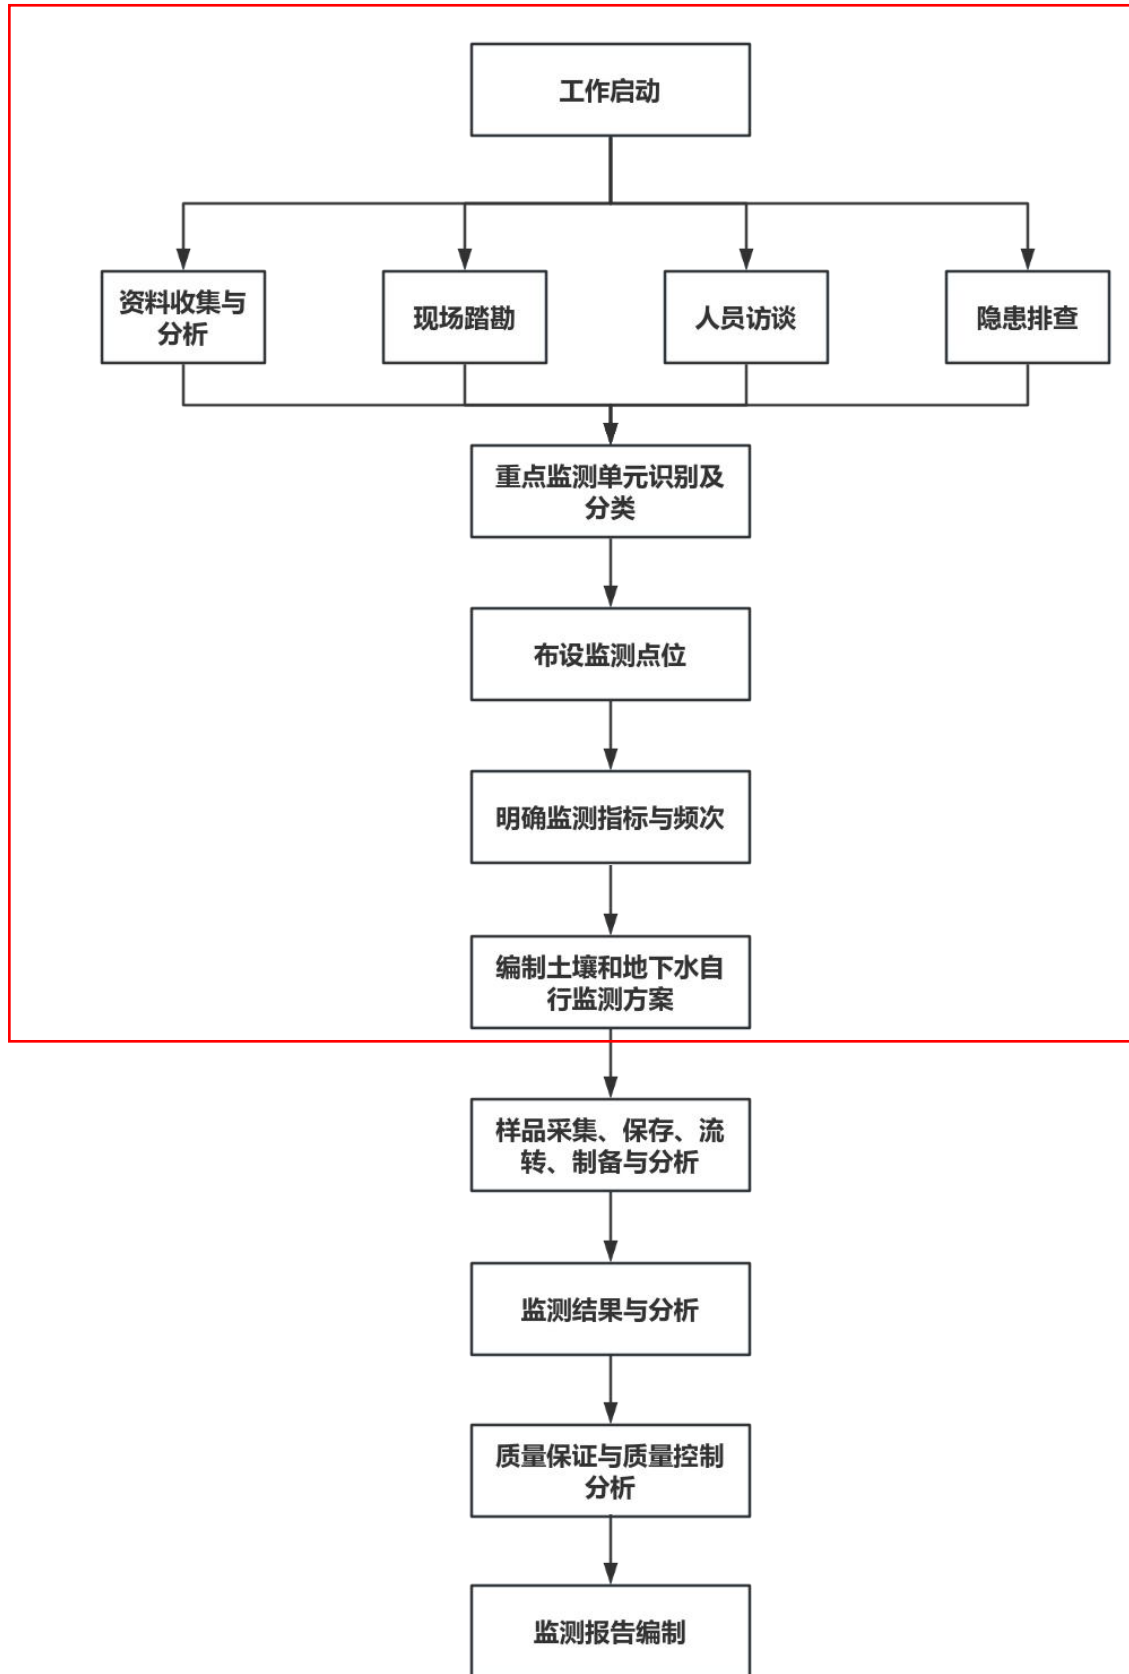 工作启动
资料收集与
分析
现场踏勘
人员访谈
隐患排查
重点监测单元识别及
分类
布设监测点位
明确监测指标与频次
编制土壤和地下水自
行监测方案
样品采集、保存、流
转、制备与分析
监测结果与分析
质量保证与质量控制
分析
监测报告编制